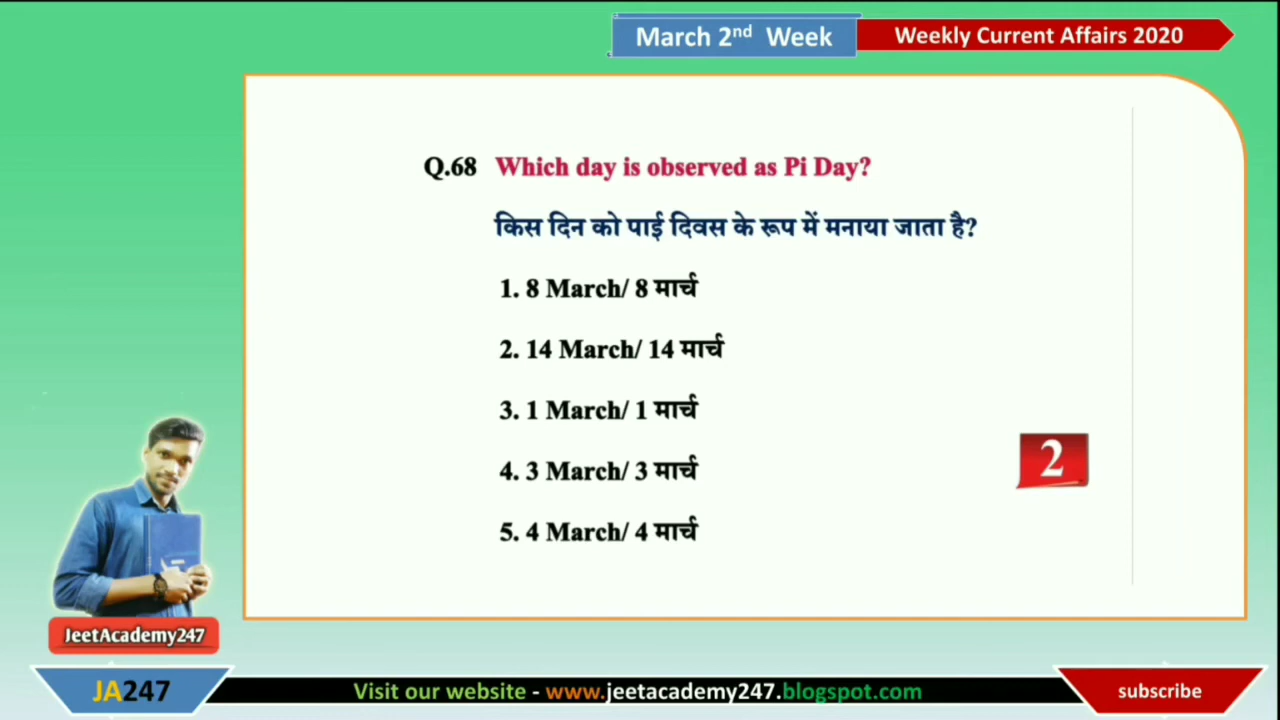 March 2nd Week
Weekly Current Affairs 2020
Q.68 Which day is observed as Pi Day?
किस दिन को पाई दिवस के रूप में मनाया जाता है?
1. 8 March/ 8 मार्च
2. 14 March/ 14 मार्च
3. 1 March/ 1 मार्च
4. 3 March/ 3 मार्च
5. 4 March/ 4 मार्च
2
JeetAcademy247
JA247
Visit our website - www.jeetacademy247.blogspot.com
subscribe